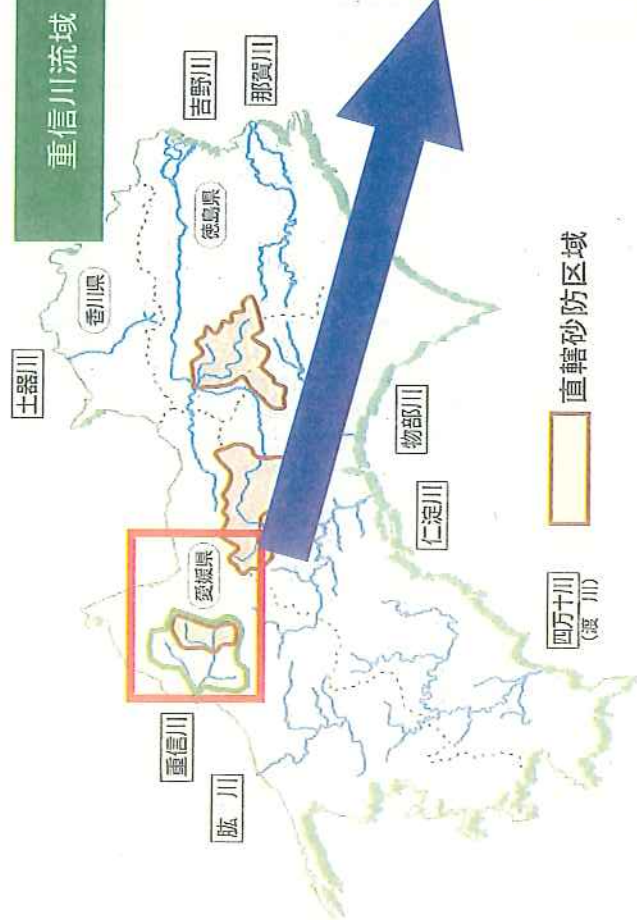 重信川流域
土器川
香川県
吉野川
那賀川
徳島県
愛媛県
重信川
肱 川
物部川
仁淀川
四万十川
(渡 川)
直轄砂防区域